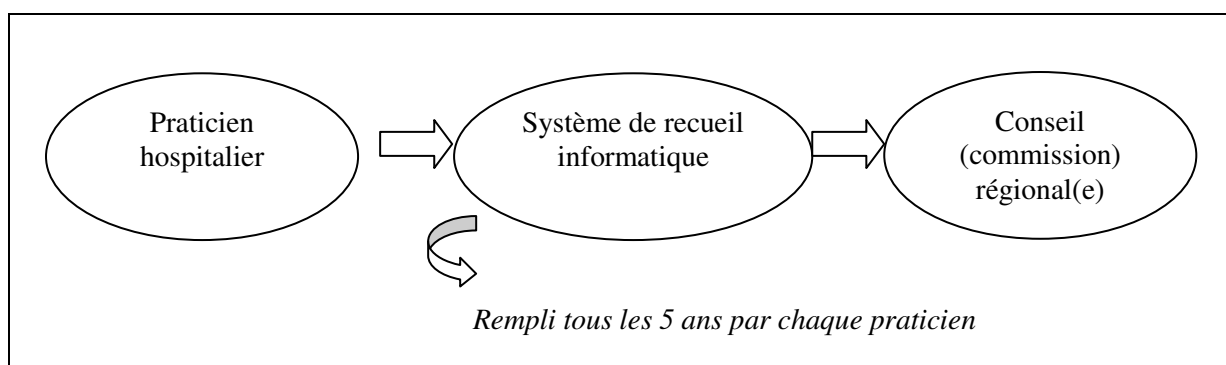 Praticien
hospitalier
Système de recueil
informatique
Conseil
(commission)
régional(e)
Rempli tous les 5 ans par chaque praticien